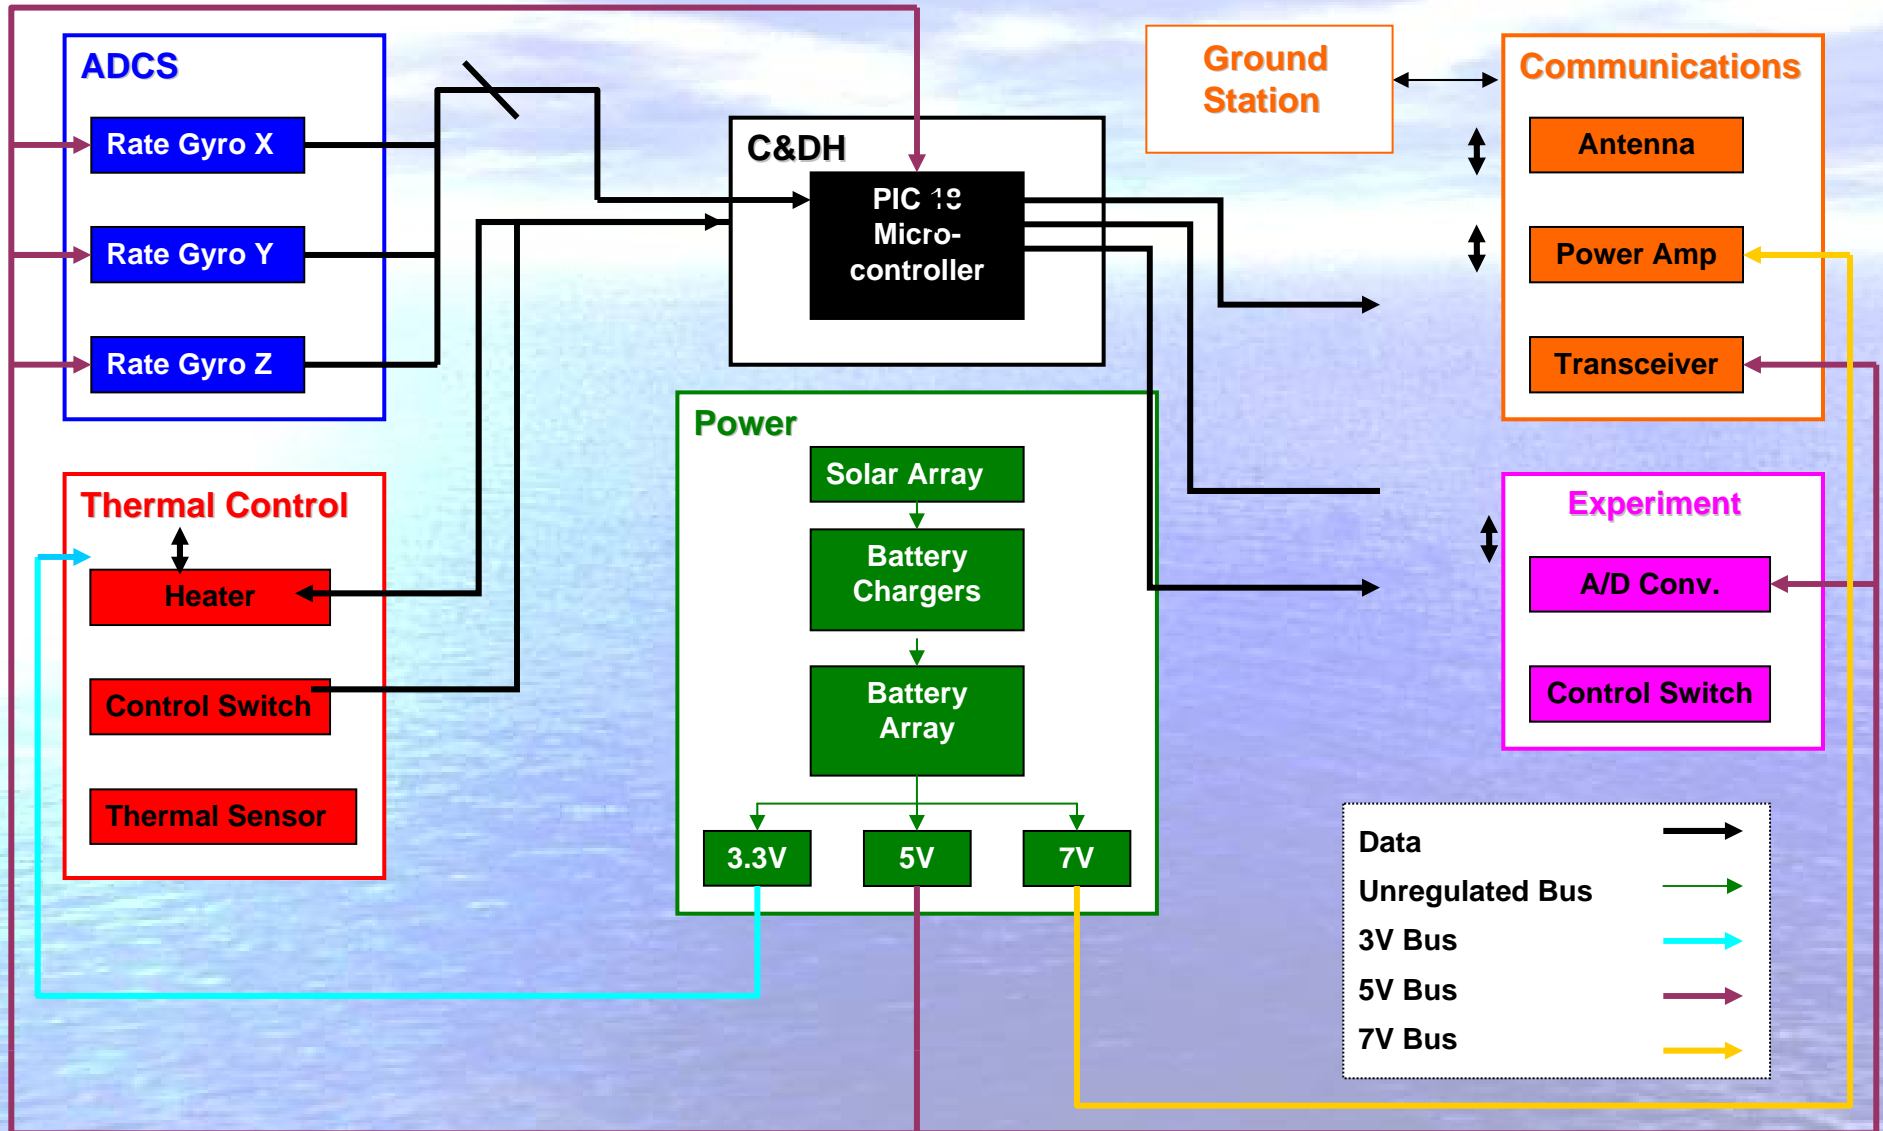 ADCS
Rate Gyro X
Rate Gyro Y
Rate Gyro Z
C&DH
PIC 18
Micro-
controller
Ground
Station
Communications
Antenna
Power Amp
Transceiver
Thermal Control
Heater
Control Switch
Thermal Sensor
Power
Solar Array
Battery
Chargers
Battery
Array
3.3V
5V
7V
Experiment
A/D Conv.
Control Switch
Data
Unregulated Bus
3V Bus
5V Bus
7V Bus